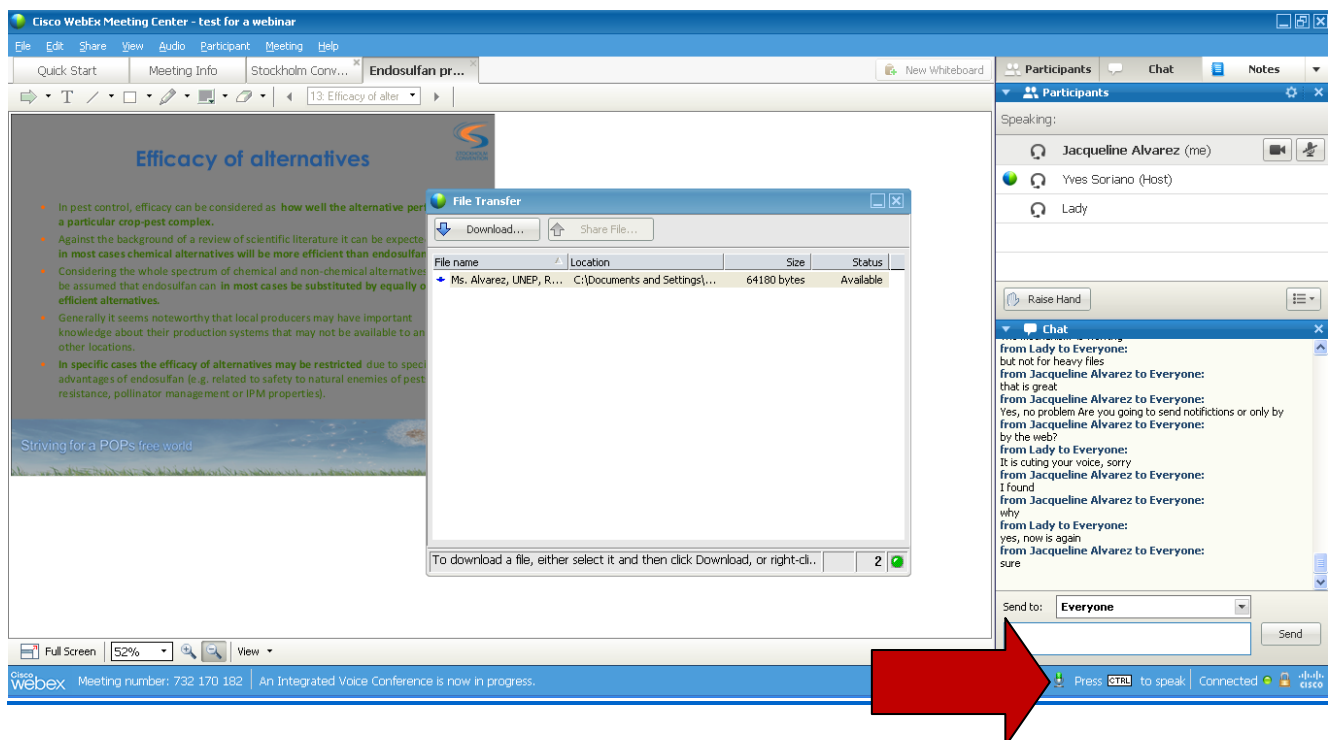 Cisco WebEx Meeting Center - test for a webinar
File Edit Share View Audio Participant Meeting Help
Quick Start Meeting Info Stockholm Conv... Endosulfan pr... New Whiteboard
Participants Chat Notes
T 13: Efficacy of alter
Participants
Speaking:
Jacqueline Alvarez (me)
Yves Soriano (Host)
Lady
Raise Hand
Efficacy of alternatives
In pest control, efficacy can be considered as how well the alternative per
a particular crop-pest complex.
Against the background of a review of scientific literature it can be expecte
in most cases chemical alternatives will be more efficient than endosulfan
Considering the whole spectrum of chemical and non-chemical alternatives
be assumed that endosulfan can in most cases be substituted by equally o
efficient alternatives.
Generally it seems noteworthy that local producers may have important
knowledge about their production systems that may not be available to an
other locations.
In specific cases the efficacy of alternatives may be restricted due to speci
advantages of endosulfan (e.g. related to safety to natural enemies of pest
resistance, pollinator management or IPM properties).
Striving for a POPs free world
File Transfer
Download... Share File...
File name Location Size Status
Ms. Alvarez, UNEP, R... C:\Documents and Settings\... 64180 bytes Available
To download a file, either select it and then click Download, or right-cli.. 2
Chat
from Lady to Everyone:
but not for heavy files
from Jacqueline Alvarez to Everyone:
that is great
from Jacqueline Alvarez to Everyone:
Yes, no problem Are you going to send notifictions or only by
from Jacqueline Alvarez to Everyone:
by the web?
from Lady to Everyone:
It is cuting your voice, sorry
from Jacqueline Alvarez to Everyone:
I found
from Jacqueline Alvarez to Everyone:
why
from Lady to Everyone:
yes, now is again
from Jacqueline Alvarez to Everyone:
sure
Send to: Everyone
Send
Full Screen 52% View
Cisco webex Meeting number: 732 170 182 An Integrated Voice Conference is now in progress.
Press CTRL to speak Connected cisco